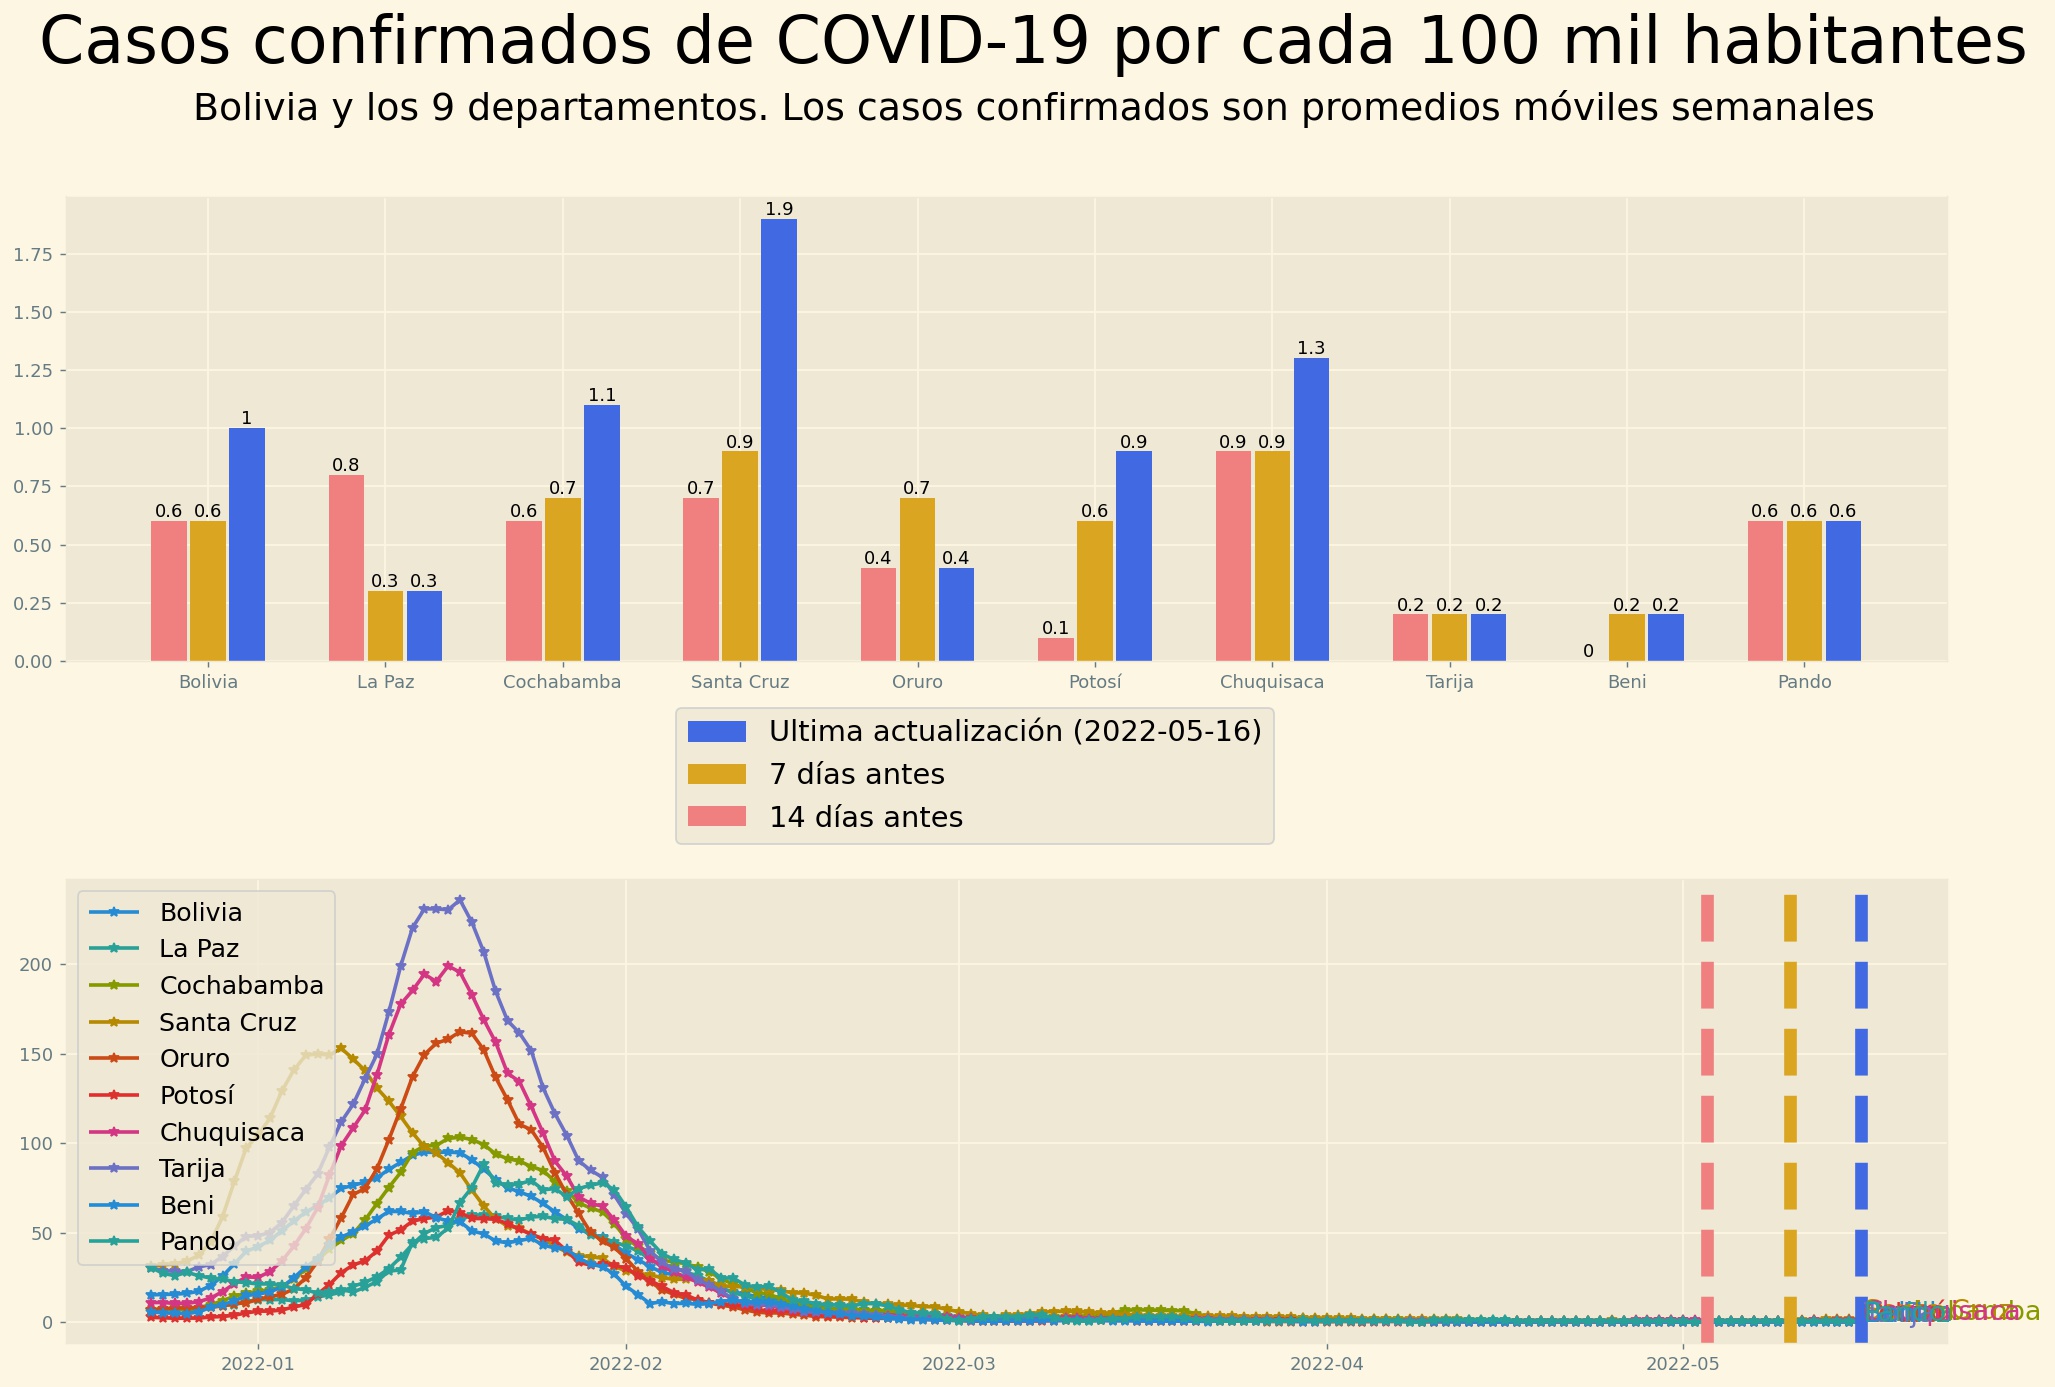 Casos confirmados de COVID-19 por cada 100 mil habitantes
Bolivia y los 9 departamentos. Los casos confirmados son promedios móviles semanales
1.75
1.50
1.25
1.00
0.75
0.50
0.25
0.00
0.6 0.6 1
0.8 0.3 0.3
0.6 0.7 1.1
0.7 0.9 1.9
0.4 0.7 0.4
0.1 0.6 0.9
0.9 0.9 1.3
0.2 0.2 0.2
0 0.2 0.2
0.6 0.6 0.6
Bolivia La Paz Cochabamba Santa Cruz Oruro Potosí Chuquisaca Tarija Beni Pando
Ultima actualización (2022-05-16)
7 días antes
14 días antes
200
150
100
50
0
Bolivia
La Paz
Cochabamba
Santa Cruz
Oruro
Potosí
Chuquisaca
Tarija
Beni
Pando
2022-01 2022-02 2022-03 2022-04 2022-05